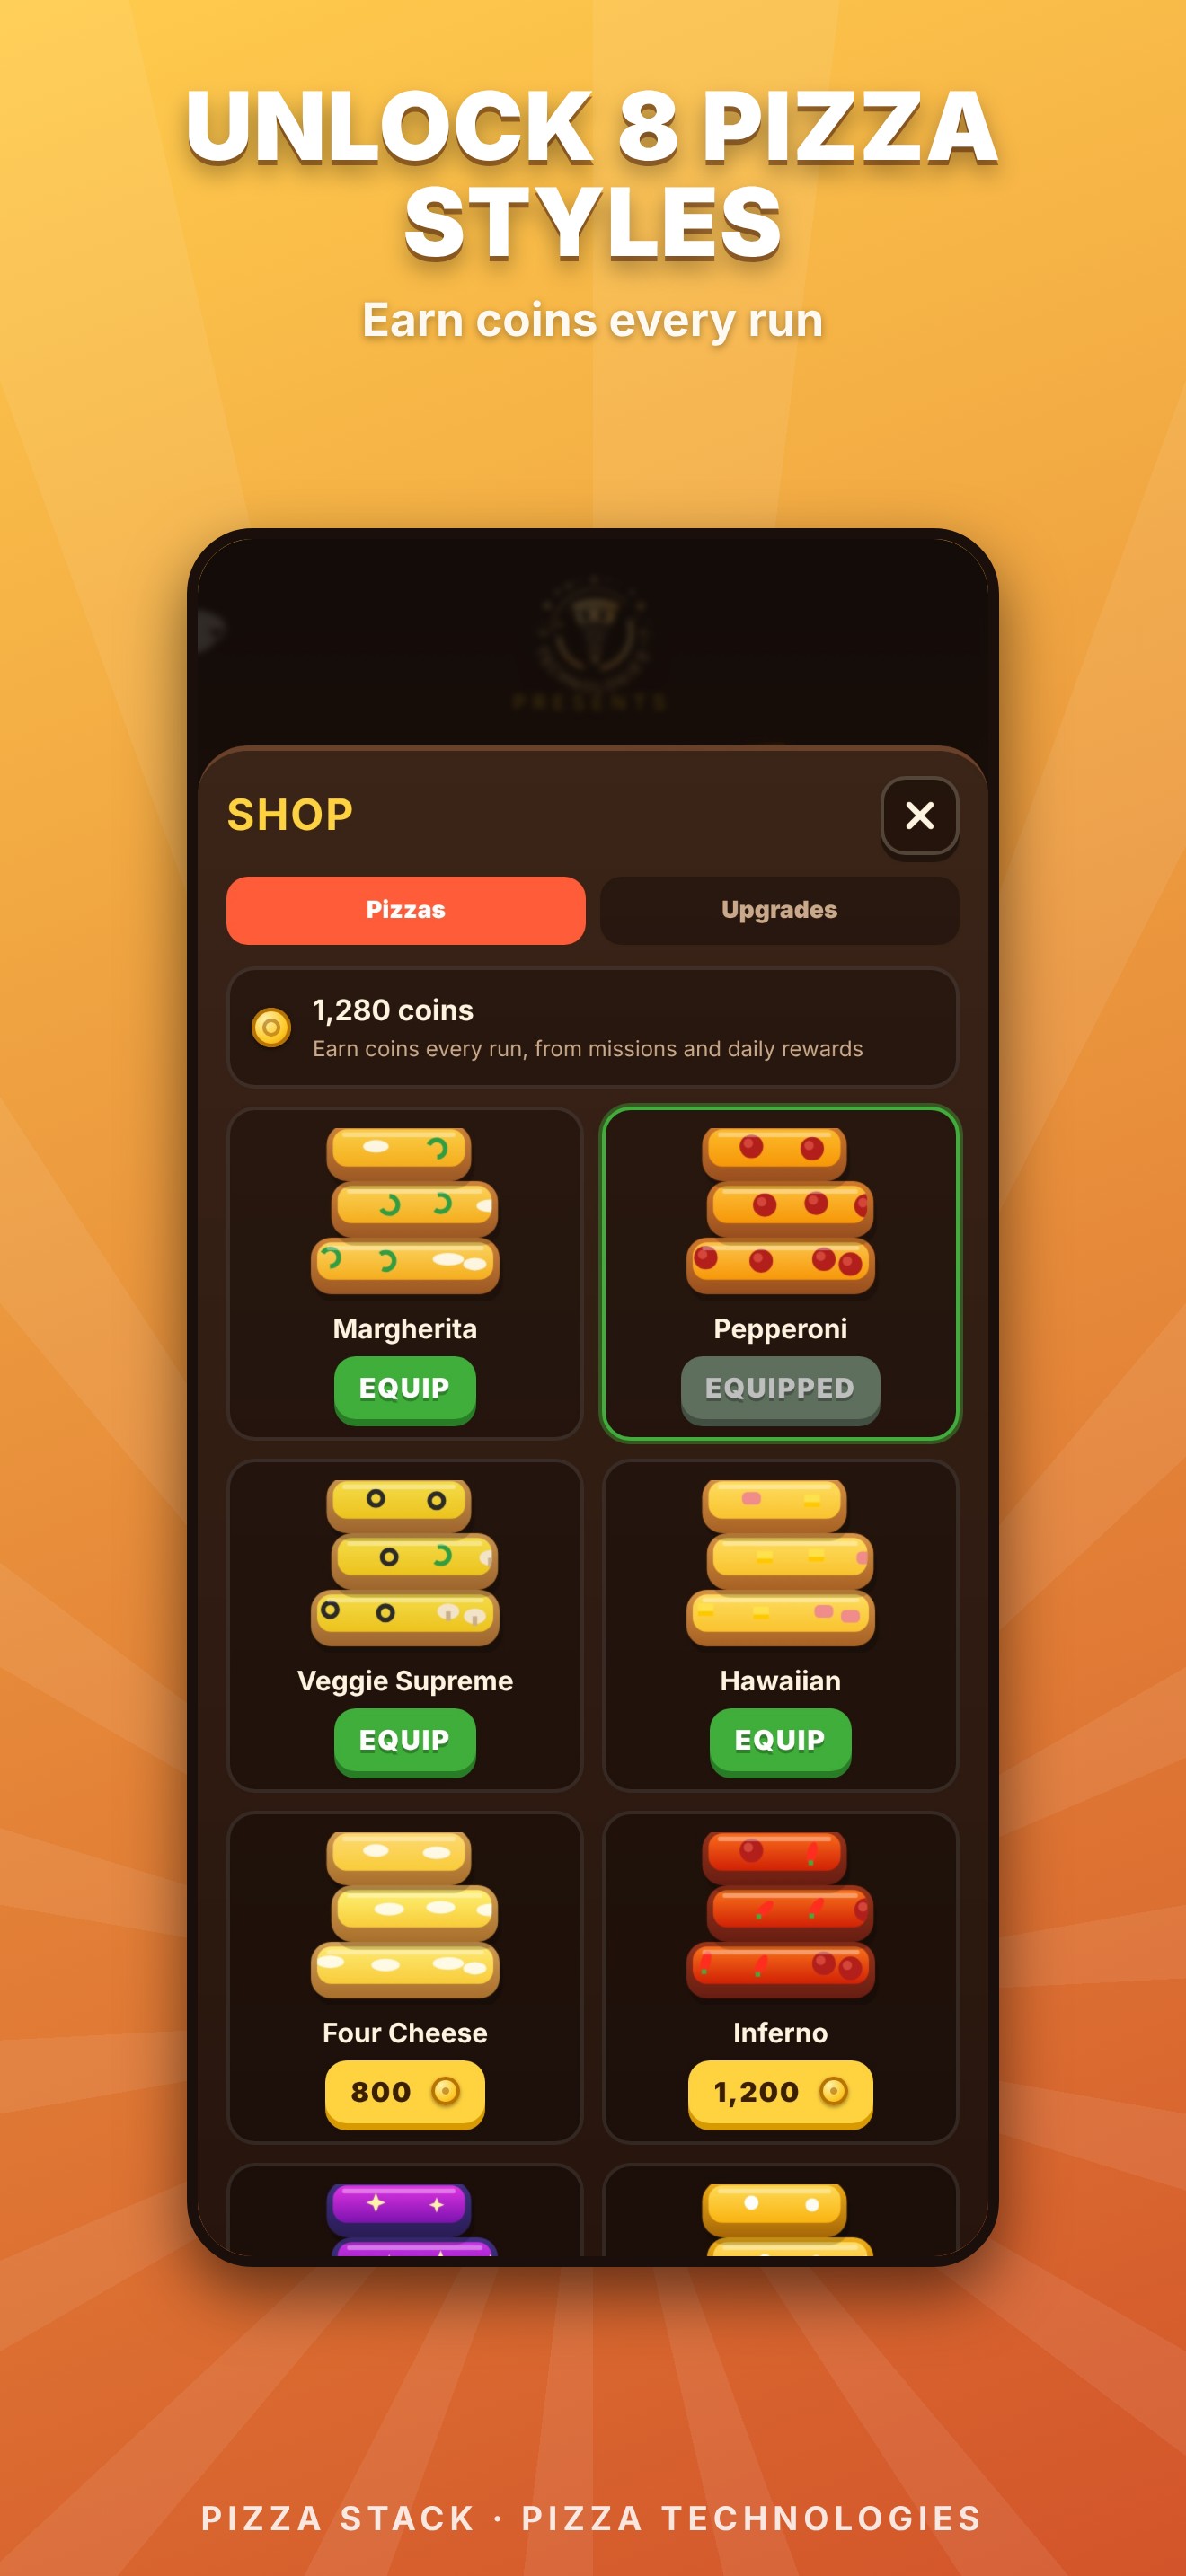 UNLOCK 8 PIZZA
STYLES
Earn coins every run
PRESENTS
SHOP
Pizzas
Upgrades
1,280 coins
Earn coins every run, from missions and daily rewards
Margherita
Pepperoni
EQUIP
EQUIPPED
Veggie Supreme
Hawaiian
EQUIP
EQUIP
Four Cheese
Inferno
800
1,200
PIZZA STACK · PIZZA TECHNOLOGIES